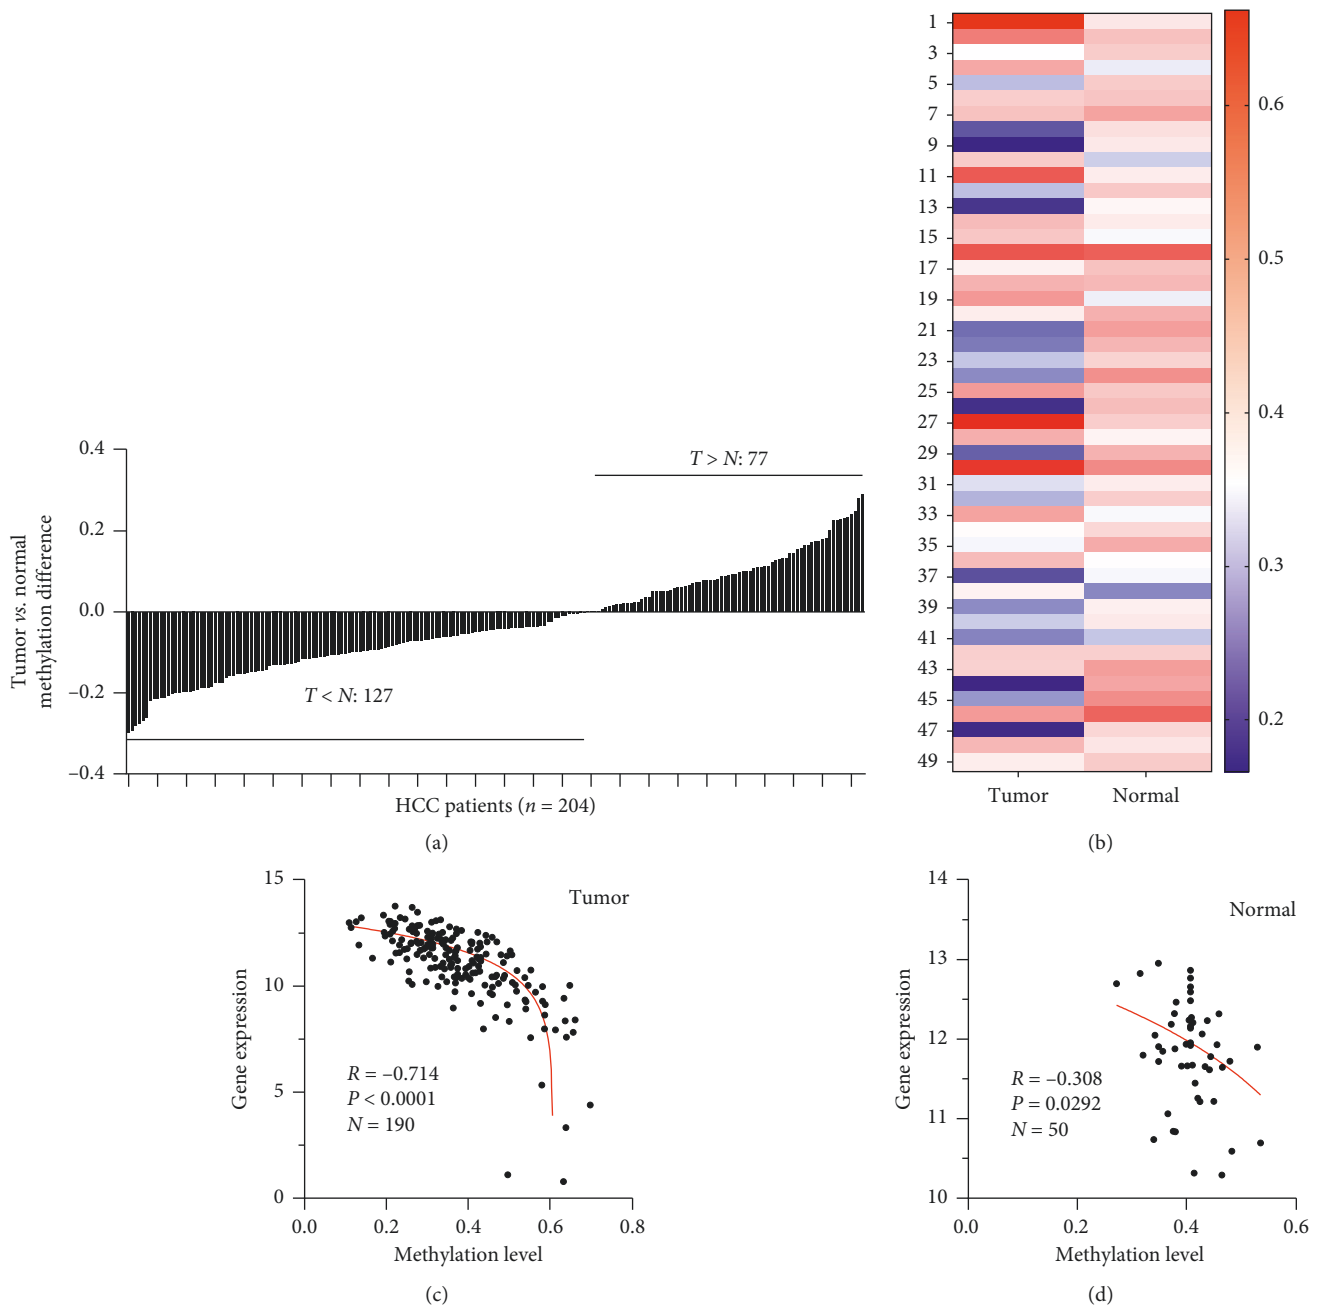 Tumor vs. normal
methylation difference
0.4
0.2
0.0
–0.2
–0.4
T > N: 77
T < N: 127
HCC patients (n = 204)
(a)
1
3
5
7
9
11
13
15
17
19
21
23
25
27
29
31
33
35
37
39
41
43
45
47
49
Tumor Normal
0.6
0.5
0.4
0.3
0.2
(b)
Gene expression
15
10
5
0
Tumor
R = –0.714
P < 0.0001
N = 190
0.0 0.2 0.4 0.6 0.8
Methylation level
(c)
Gene expression
14
13
12
11
10
Normal
R = –0.308
P = 0.0292
N = 50
0.0 0.2 0.4 0.6
Methylation level
(d)